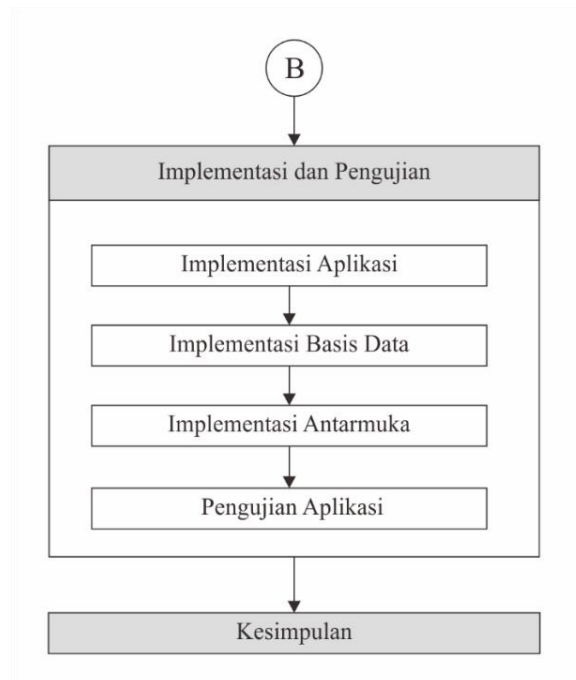 B
Implementasi dan Pengujian
Implementasi Aplikasi
Implementasi Basis Data
Implementasi Antarmuka
Pengujian Aplikasi
Kesimpulan